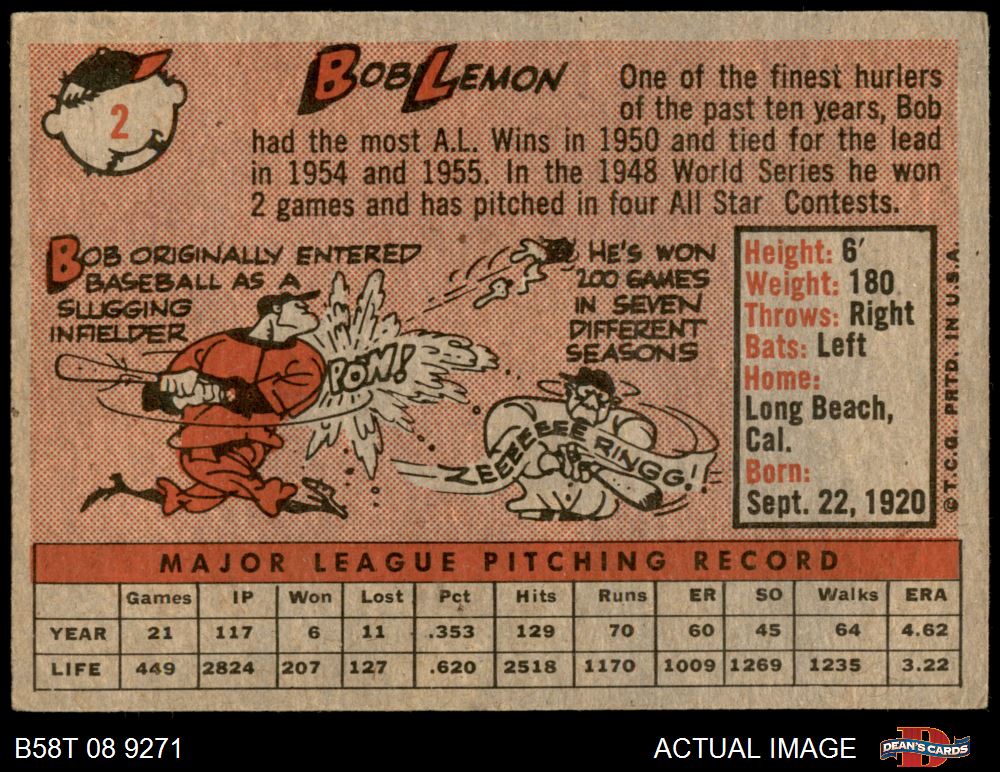 2
BOB LEMON
One of the finest hurlers
of the past ten years, Bob
had the most A.L. Wins in 1950 and tied for the lead
in 1954 and 1955. In the 1948 World Series he won
2 games and has pitched in four All Star Contests.
BOB ORIGINALLY ENTERED
BASEBALL AS A
SLUGGING
INFIELDER
POW!
HE'S WON
200 GAMES
IN SEVEN
DIFFERENT
SEASONS
ZEEEEEEEE RINGG!!
Height: 6'
Weight: 180
Throws: Right
Bats: Left
Home:
Long Beach,
Cal.
Born:
Sept. 22, 1920
© T.C.G. PRTD. IN U.S.A.
MAJOR LEAGUE PITCHING RECORD
Games IP Won Lost Pct Hits Runs ER SO Walks ERA
YEAR 21 117 6 11 .353 129 70 60 45 64 4.62
LIFE 449 2824 207 127 .620 2518 1170 1009 1269 1235 3.22
B58T 08 9271
ACTUAL IMAGE
D
DEAN'S CARDS